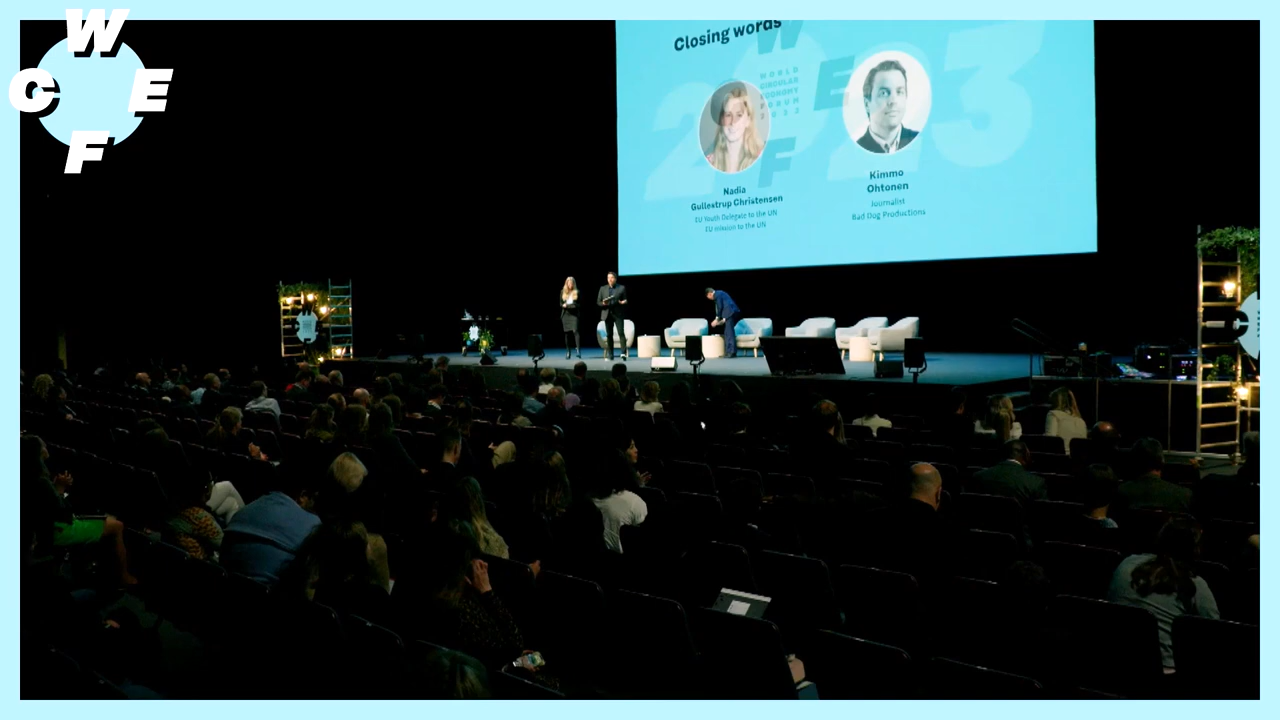 W
C E
F
Closing words
W
E
F
2023
WORLD
CIRCULAR
ECONOMY
FORUM
Nadia
Gullestrup Christensen
EU Youth Delegate to the UN
EU mission to the UN
Kimmo
Ohtonen
Journalist
Bad Dog Productions